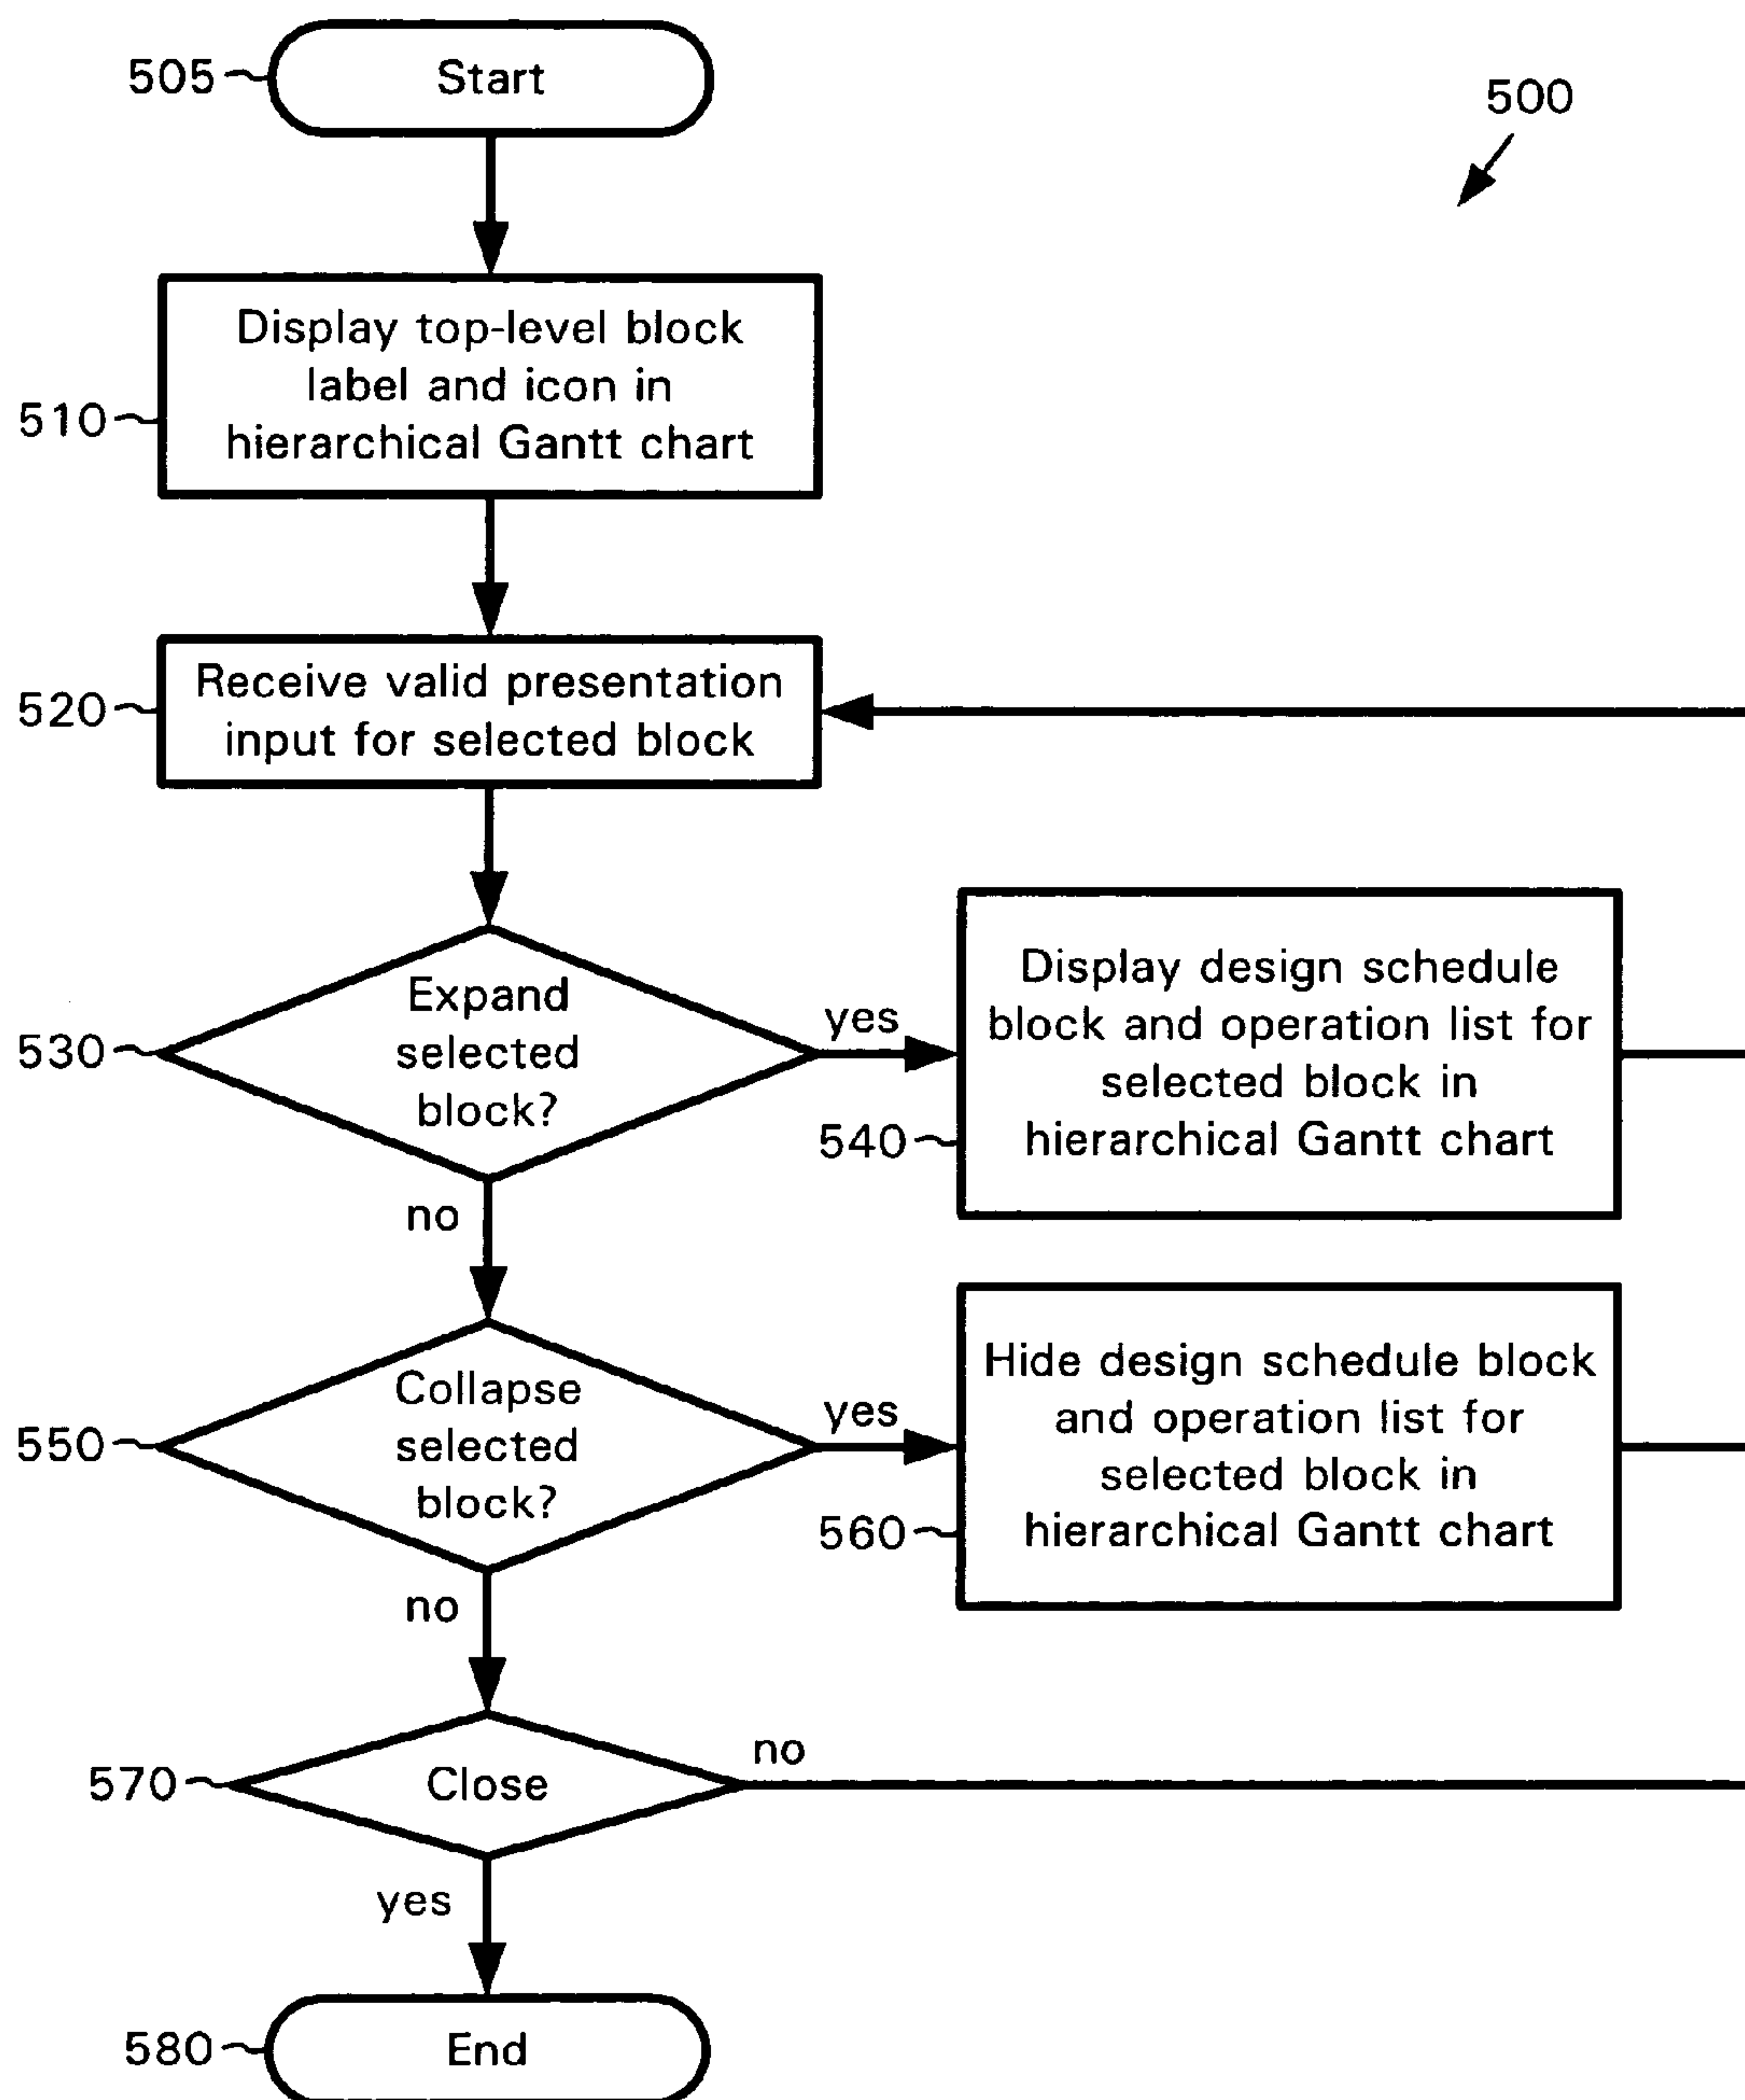 505
Start
500
Display top-level block
label and icon in
hierarchical Gantt chart
510
Receive valid presentation
input for selected block
520
Expand
selected
block?
530
yes
Display design schedule
block and operation list for
selected block in
hierarchical Gantt chart
540
no
Collapse
selected
block?
550
yes
Hide design schedule block
and operation list for
selected block in
hierarchical Gantt chart
560
no
Close
570
no
yes
End
580